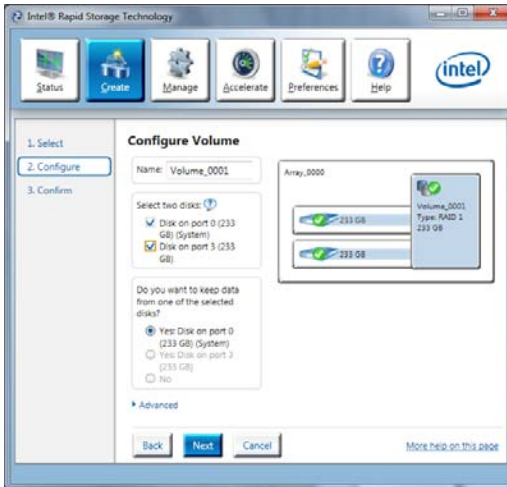 Intel® Rapid Storage Technology
Status
Create
Manage
Accelerate
Preferences
Help
(intel)
1. Select
2. Configure
3. Confirm
Configure Volume
Name: Volume_0001
Select two disks:
Disk on port 0 (233
GB) (System)
Disk on port 3 (233
GB)
Do you want to keep data
from one of the selected
disks?
Yes: Disk on port 0
(233 GB) (System)
Yes: Disk on port 3
(233 GB)
No
Advanced
Array_0000
233 GB
233 GB
Volume_0001
Type: RAID 1
233 GB
Back
Next
Cancel
More help on this page